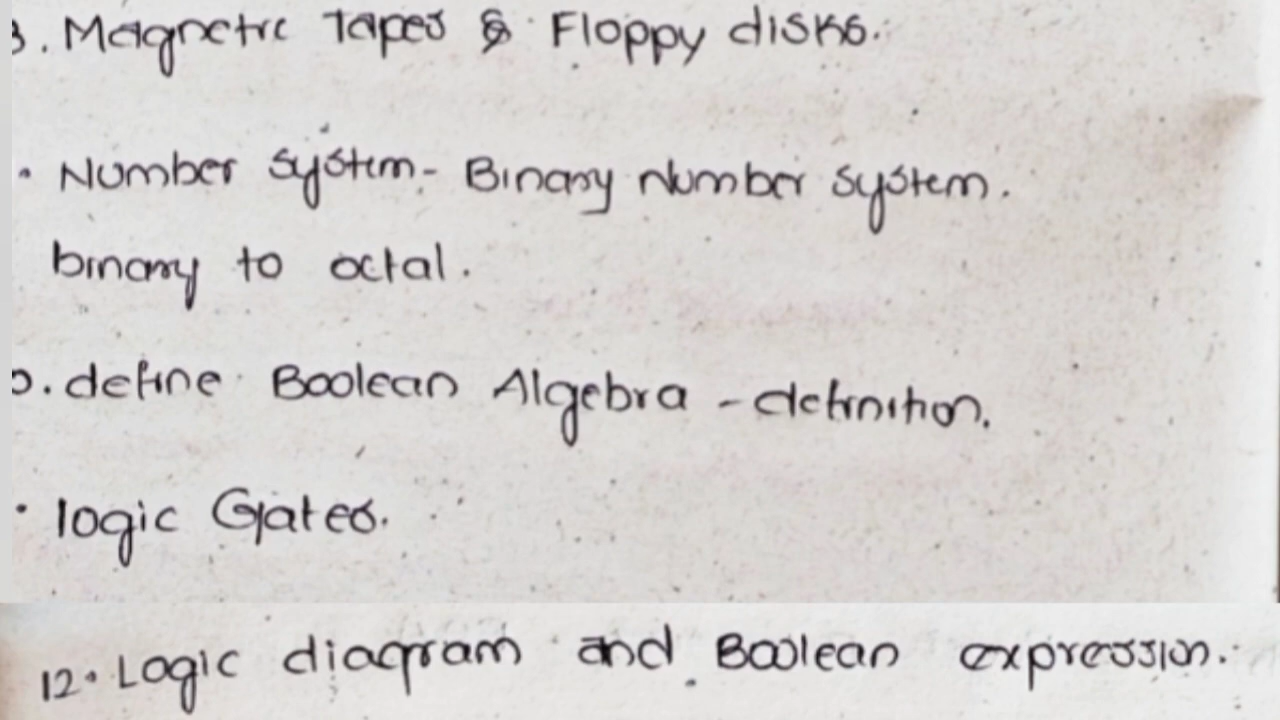 3. Magnetic Tapes & Floppy disks.
. Number system - Binary number system.
binary to octal.
0. define Boolean Algebra - definition.
. logic Gates.
12. Logic diagram and Boolean expression.